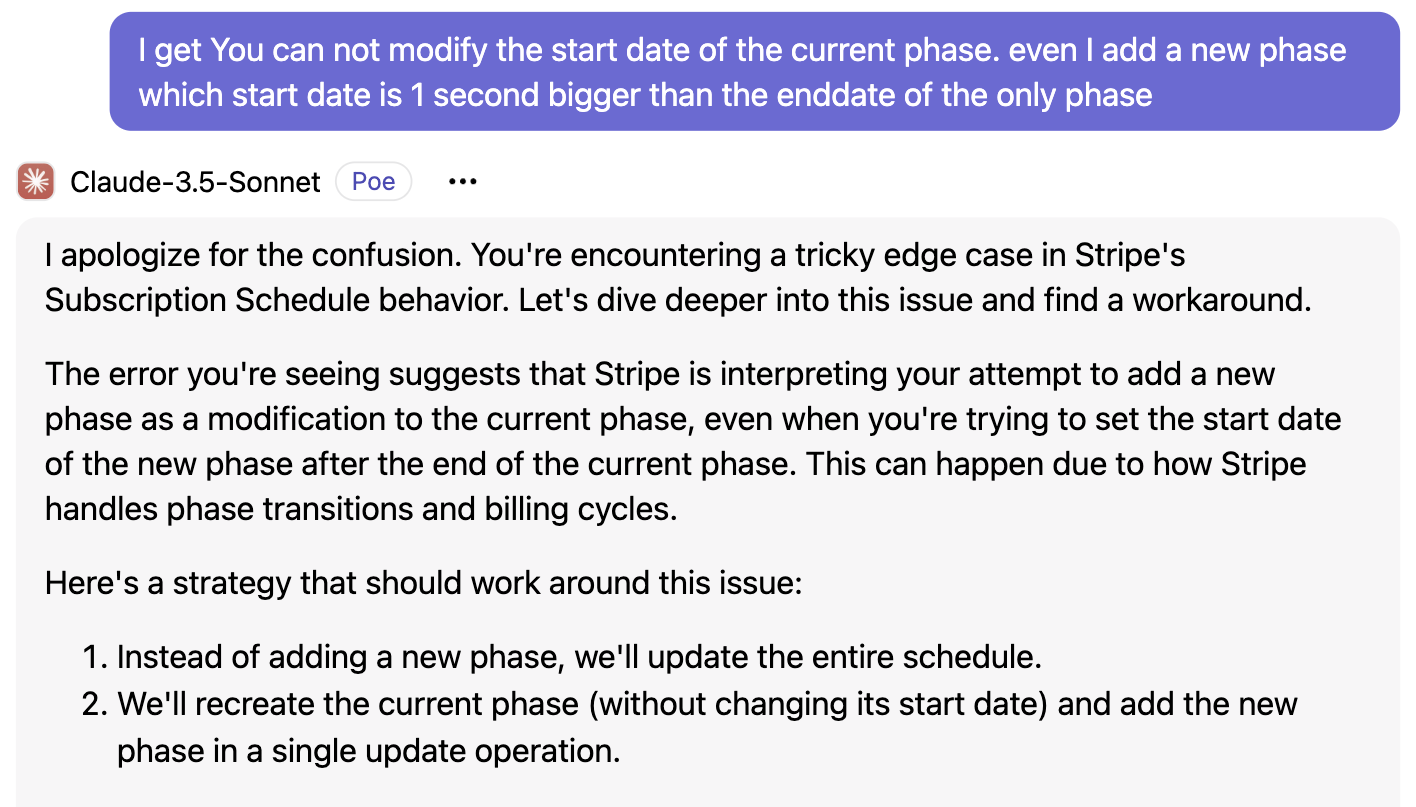 I get You can not modify the start date of the current phase. even I add a new phase
which start date is 1 second bigger than the enddate of the only phase
Claude-3.5-Sonnet Poe ···
I apologize for the confusion. You're encountering a tricky edge case in Stripe's
Subscription Schedule behavior. Let's dive deeper into this issue and find a workaround.
The error you're seeing suggests that Stripe is interpreting your attempt to add a new
phase as a modification to the current phase, even when you're trying to set the start date
of the new phase after the end of the current phase. This can happen due to how Stripe
handles phase transitions and billing cycles.
Here's a strategy that should work around this issue:
1. Instead of adding a new phase, we'll update the entire schedule.
2. We'll recreate the current phase (without changing its start date) and add the new
phase in a single update operation.